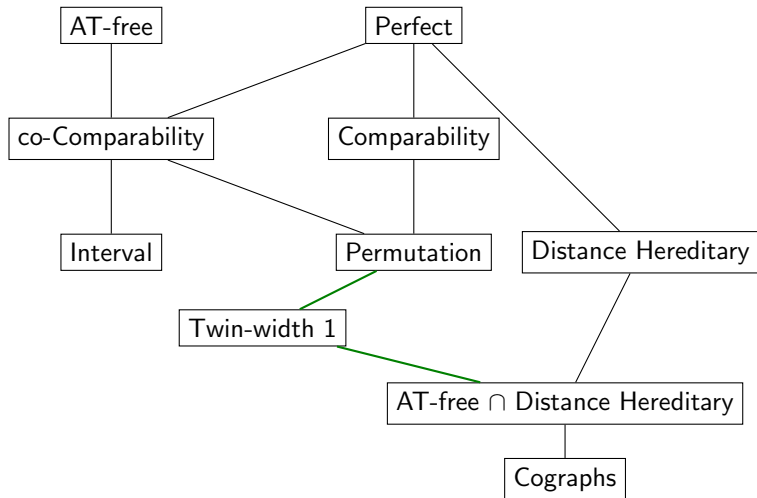 AT-free
Perfect
co-Comparability
Comparability
Interval
Permutation
Distance Hereditary
Twin-width 1
AT-free ∩ Distance Hereditary
Cographs